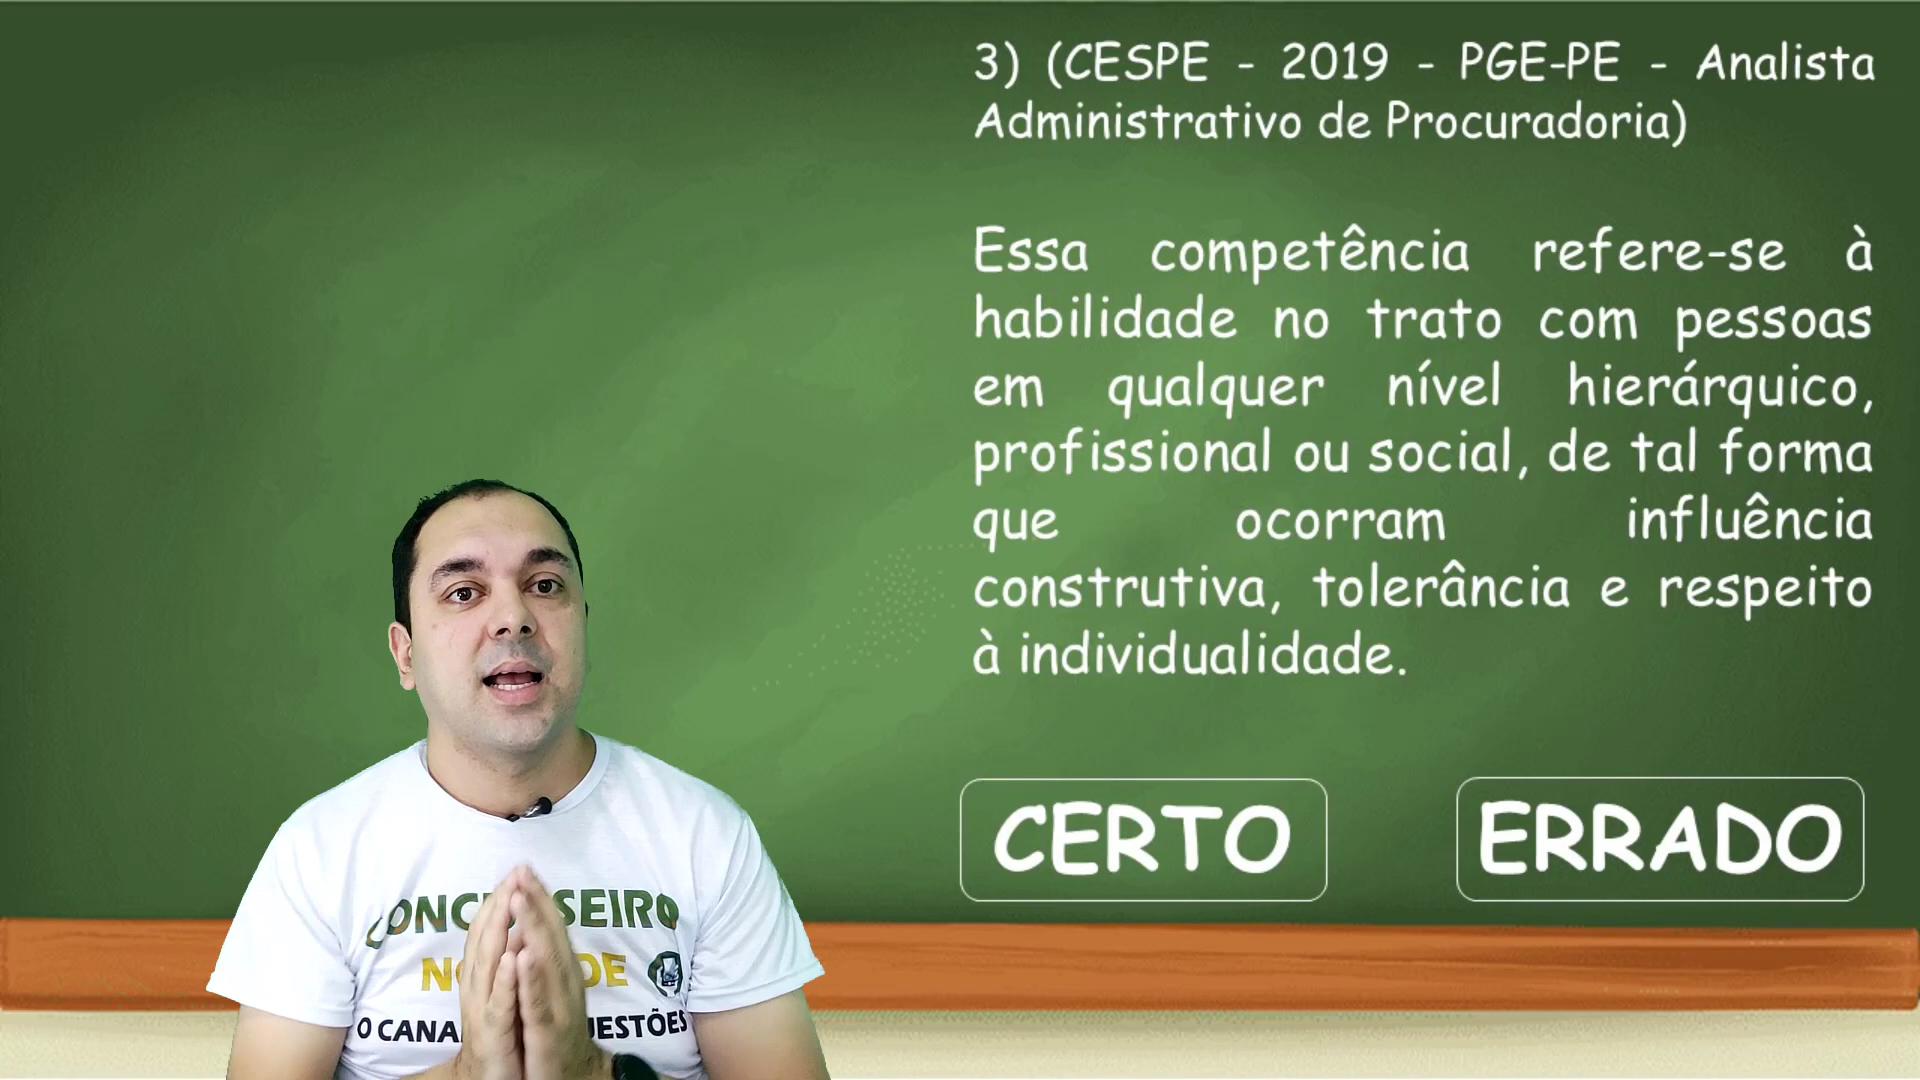 3) (CESPE - 2019 - PGE-PE - Analista
Administrativo de Procuradoria)
Essa competência refere-se à
habilidade no trato com pessoas
em qualquer nível hierárquico,
profissional ou social, de tal forma
que ocorram influência
construtiva, tolerância e respeito
à individualidade.
CERTO ERRADO
O